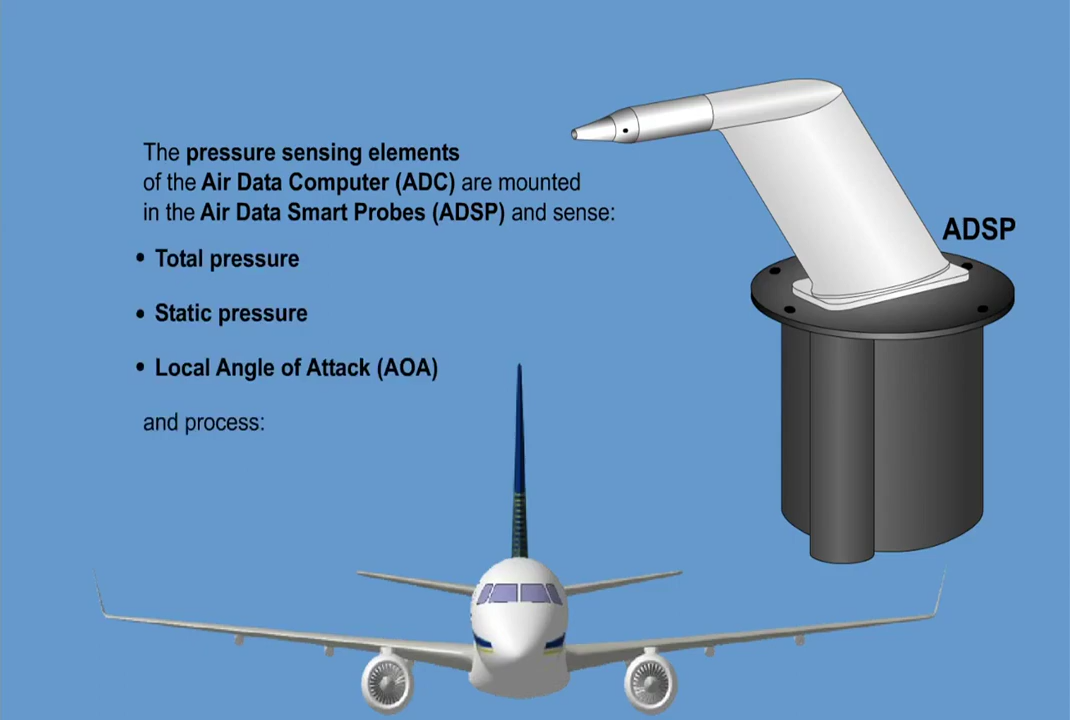 The pressure sensing elements
of the Air Data Computer (ADC) are mounted
in the Air Data Smart Probes (ADSP) and sense:
• Total pressure
• Static pressure
• Local Angle of Attack (AOA)
and process:
ADSP